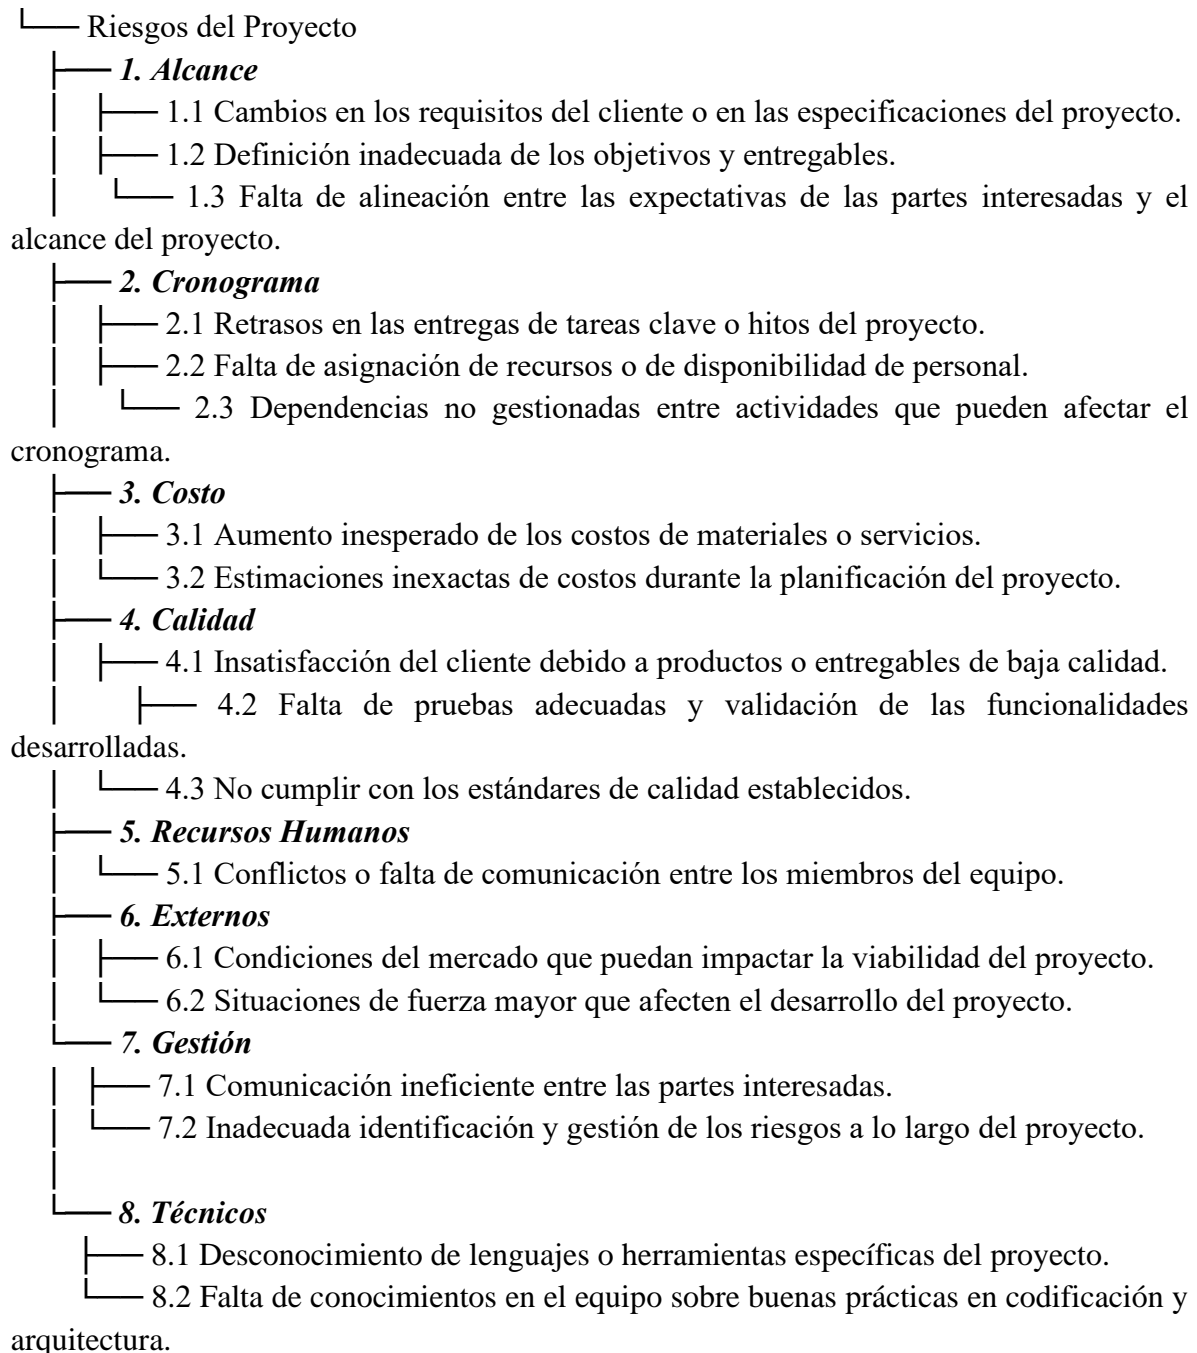 └── Riesgos del Proyecto
├── 1. Alcance
│ ├── 1.1 Cambios en los requisitos del cliente o en las especificaciones del proyecto.
│ ├── 1.2 Definición inadecuada de los objetivos y entregables.
│ └── 1.3 Falta de alineación entre las expectativas de las partes interesadas y el
alcance del proyecto.
├── 2. Cronograma
│ ├── 2.1 Retrasos en las entregas de tareas clave o hitos del proyecto.
│ ├── 2.2 Falta de asignación de recursos o de disponibilidad de personal.
│ └── 2.3 Dependencias no gestionadas entre actividades que pueden afectar el
cronograma.
├── 3. Costo
│ ├── 3.1 Aumento inesperado de los costos de materiales o servicios.
│ └── 3.2 Estimaciones inexactas de costos durante la planificación del proyecto.
├── 4. Calidad
│ ├── 4.1 Insatisfacción del cliente debido a productos o entregables de baja calidad.
│ ├── 4.2 Falta de pruebas adecuadas y validación de las funcionalidades
desarrolladas.
│ └── 4.3 No cumplir con los estándares de calidad establecidos.
├── 5. Recursos Humanos
│ └── 5.1 Conflictos o falta de comunicación entre los miembros del equipo.
├── 6. Externos
│ ├── 6.1 Condiciones del mercado que puedan impactar la viabilidad del proyecto.
│ └── 6.2 Situaciones de fuerza mayor que afecten el desarrollo del proyecto.
└── 7. Gestión
│ ├── 7.1 Comunicación ineficiente entre las partes interesadas.
│ └── 7.2 Inadecuada identificación y gestión de los riesgos a lo largo del proyecto.
│
└── 8. Técnicos
├── 8.1 Desconocimiento de lenguajes o herramientas específicas del proyecto.
└── 8.2 Falta de conocimientos en el equipo sobre buenas prácticas en codificación y
arquitectura.